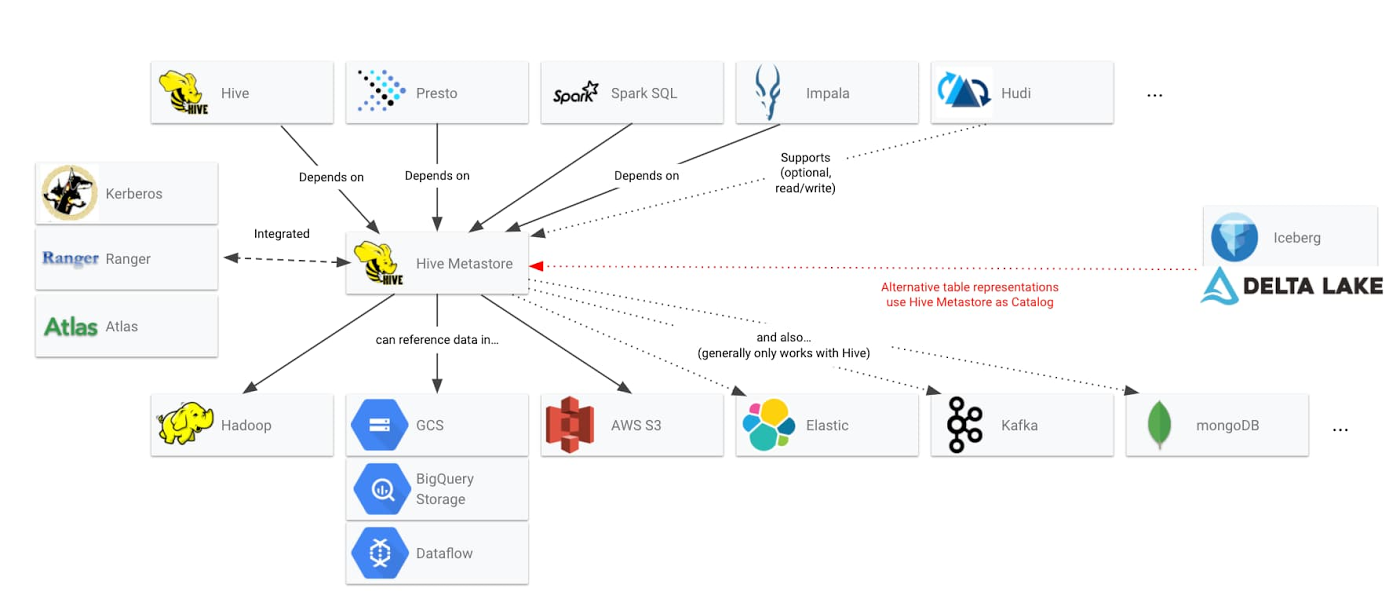 HIVE
Hive
Presto
Spark
Spark SQL
Impala
Hudi
...
Supports
(optional,
read/write)
Depends on
Depends on
Depends on
Kerberos
Ranger
Ranger
Atlas
Atlas
Integrated
HIVE
Hive Metastore
Iceberg
DELTA LAKE
Alternative table representations
use Hive Metastore as Catalog
can reference data in...
and also...
(generally only works with Hive)
Hadoop
GCS
AWS S3
Elastic
Kafka
mongoDB
...
BigQuery
Storage
Dataflow